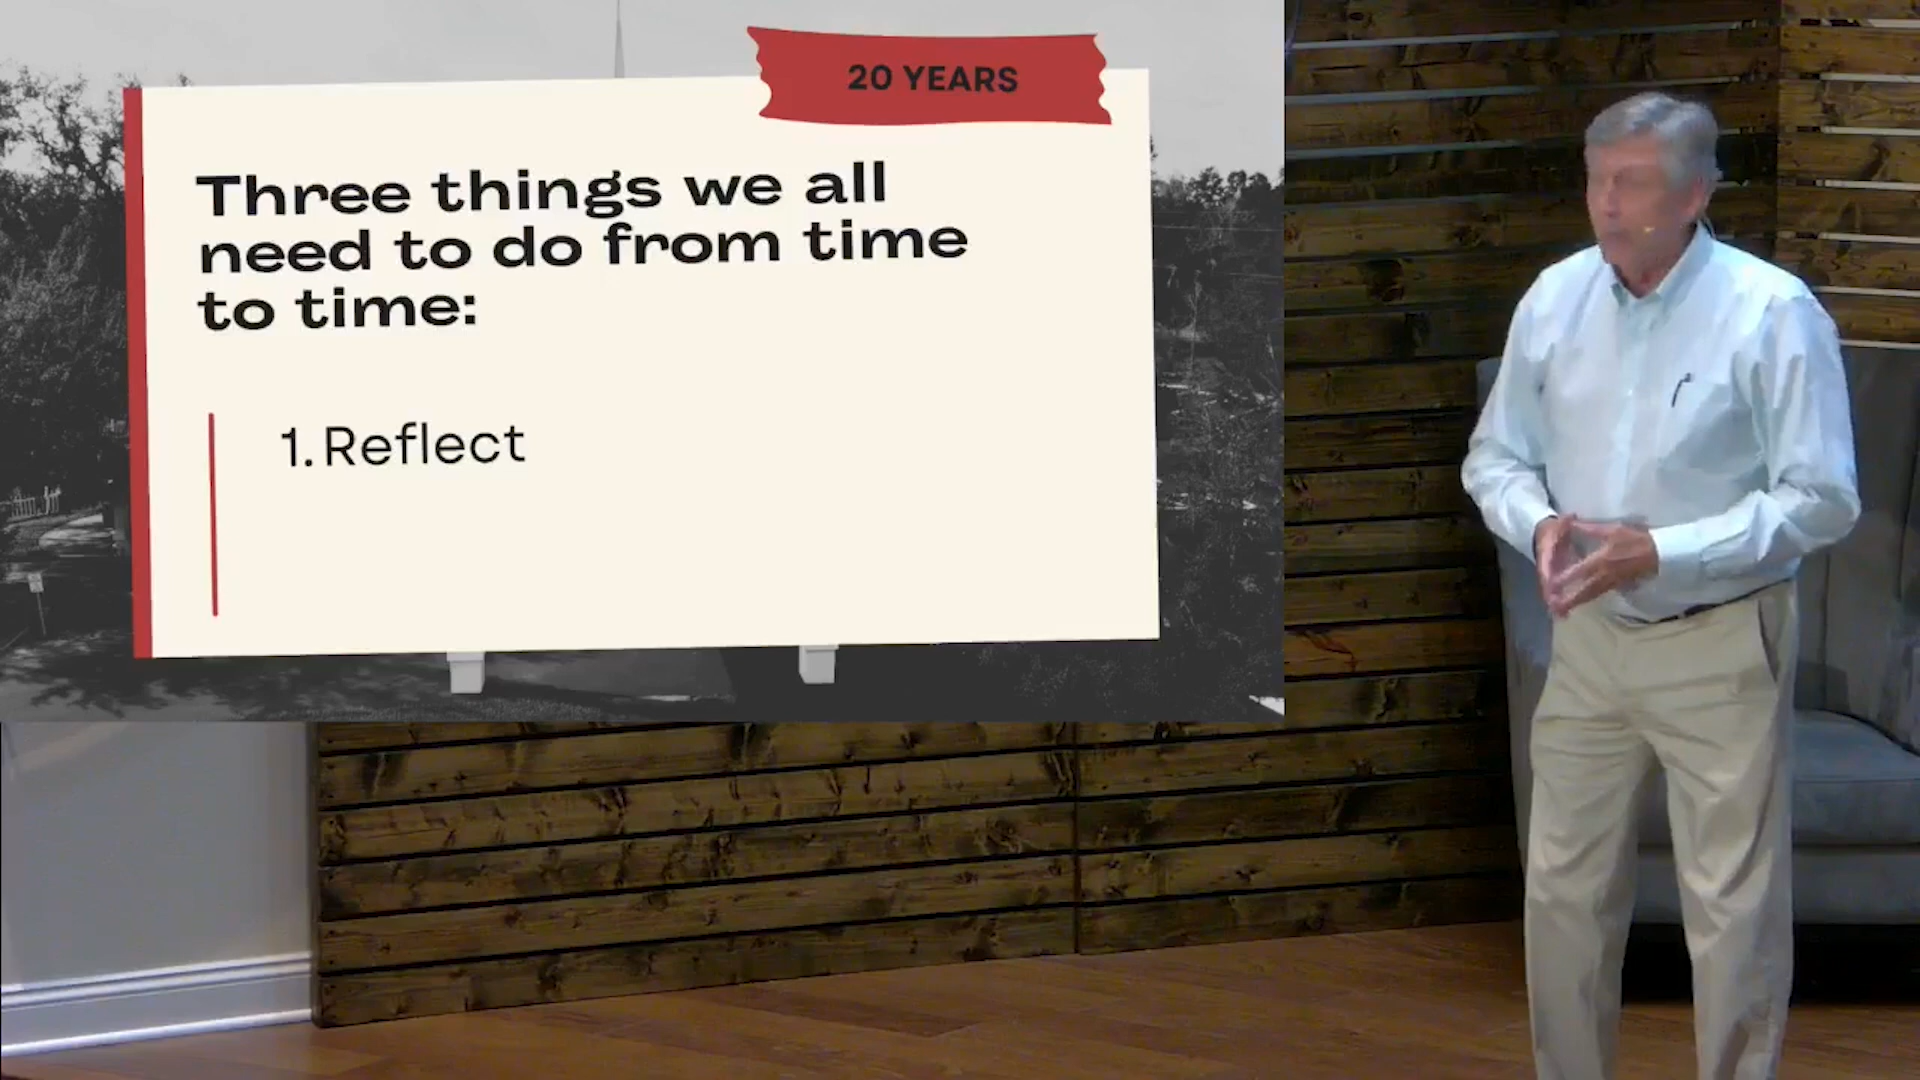 20 YEARS
Three things we all
need to do from time
to time:
1. Reflect